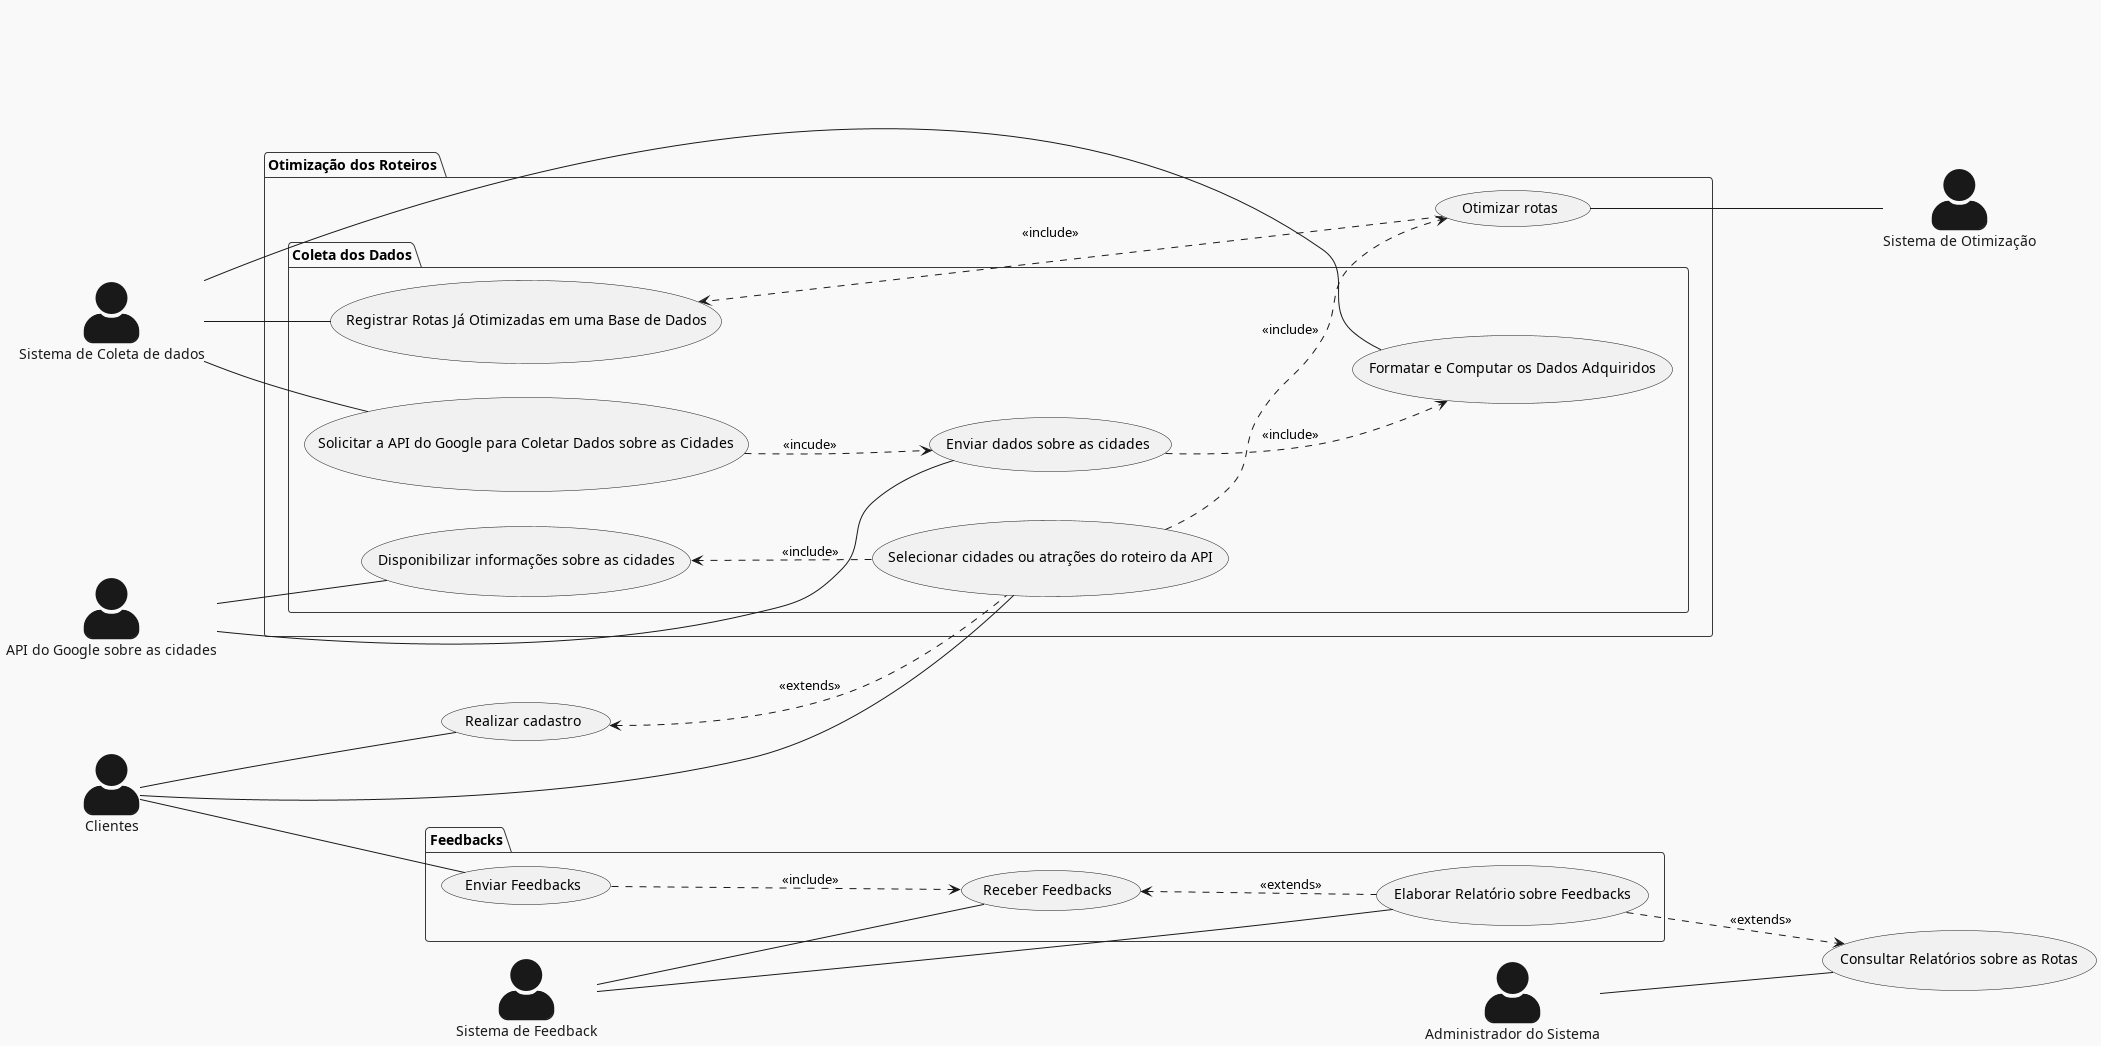 Otimização dos Roteiros
Otimizar rotas
Sistema de Otimização
«include»
Coleta dos Dados
Registrar Rotas Já Otimizadas em uma Base de Dados
«include»
Sistema de Coleta de dados
Formatar e Computar os Dados Adquiridos
Solicitar a API do Google para Coletar Dados sobre as Cidades
«incude»
Enviar dados sobre as cidades
«include»
Disponibilizar informações sobre as cidades
«include»
Selecionar cidades ou atrações do roteiro da API
API do Google sobre as cidades
«extends»
Realizar cadastro
Clientes
Feedbacks
Enviar Feedbacks
«include»
Receber Feedbacks
«extends»
Elaborar Relatório sobre Feedbacks
«extends»
Consultar Relatórios sobre as Rotas
Sistema de Feedback
Administrador do Sistema